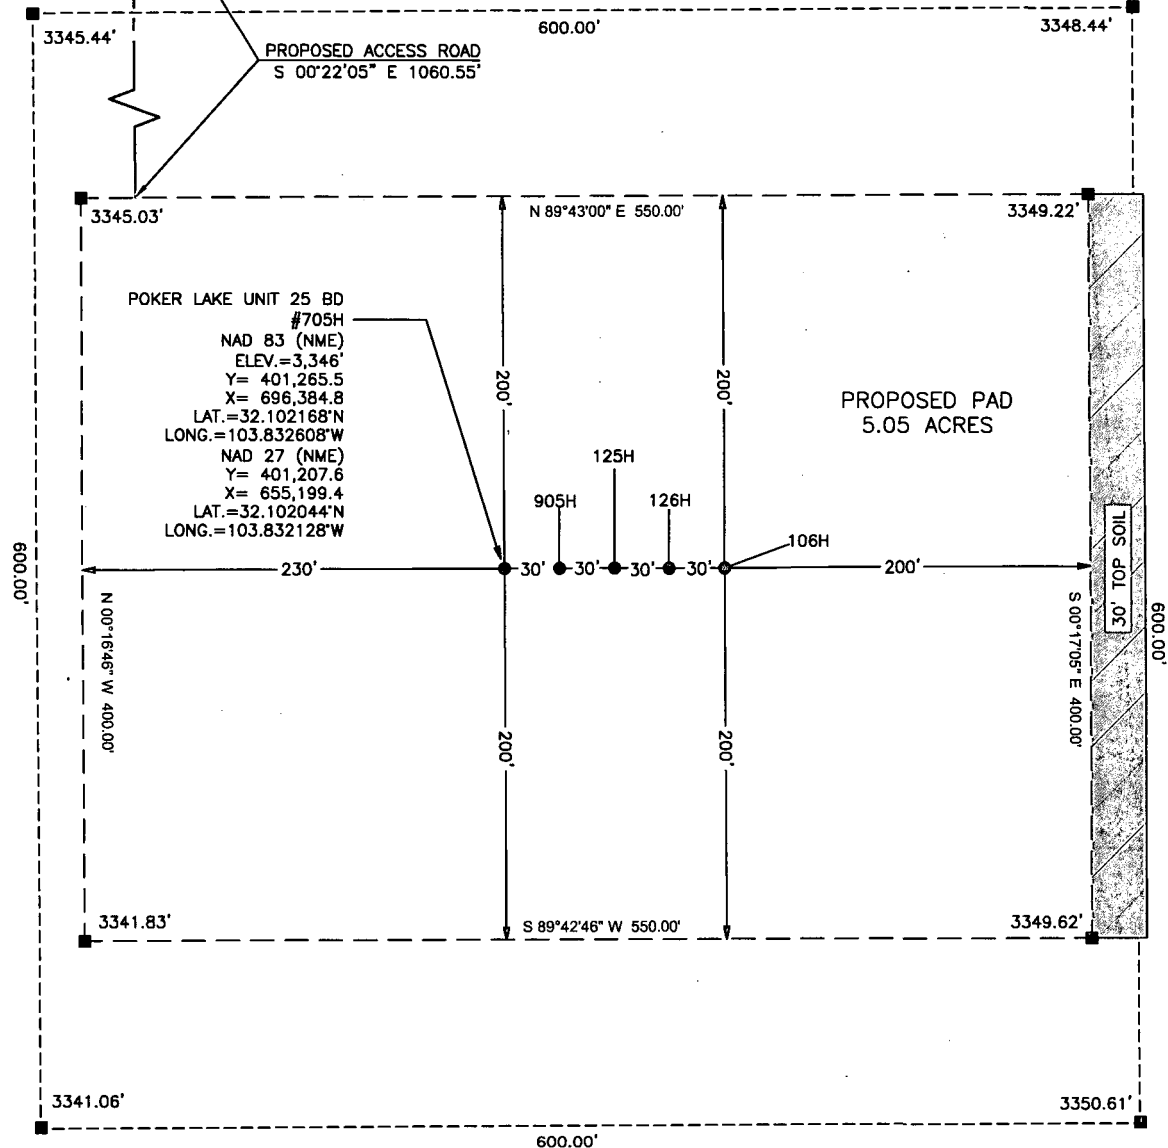 600.00'
3345.44'
3348.44'
PROPOSED ACCESS ROAD
S 00°22'05" E 1060.55'
3345.03'
N 89°43'00" E 550.00'
3349.22'
POKER LAKE UNIT 25 BD
#705H
NAD 83 (NME)
ELEV.=3,346'
Y= 401,265.5
X= 696,384.8
LAT.=32.102168°N
LONG.=103.832608°W
NAD 27 (NME)
Y= 401,207.6
X= 655,199.4
LAT.=32.102044°N
LONG.=103.832128°W
200'
200'
PROPOSED PAD
5.05 ACRES
125H
905H
126H
106H
230'
30'
30'
30'
30'
200'
30' TOP SOIL
600.00'
N 00°16'46" W 400.00'
S 00°17'05" E 400.00'
600.00'
200'
200'
3341.83'
S 89°42'46" W 550.00'
3349.62'
3341.06'
3350.61'
600.00'